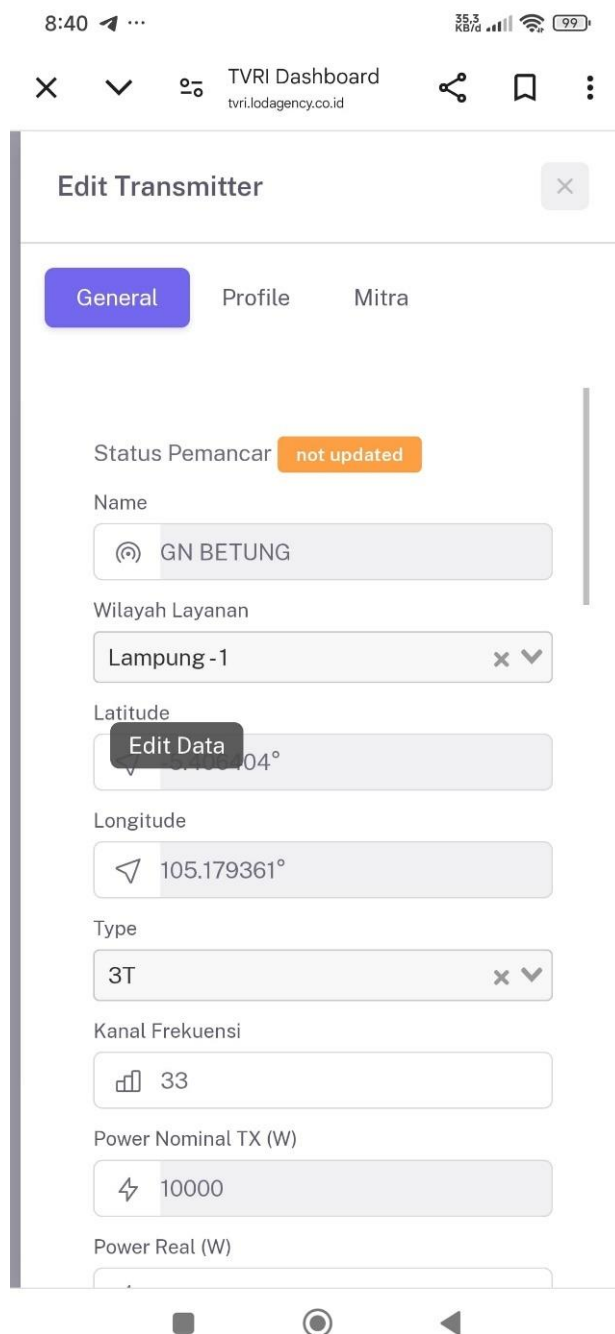 8:40
35,3
KB/d
99
TVRI Dashboard
tvri.lodagency.co.id
Edit Transmitter
General
Profile
Mitra
Status Pemancar
not updated
Name
GN BETUNG
Wilayah Layanan
Lampung - 1
Latitude
Edit Data
-5.406404°
Longitude
105.179361°
Type
3T
Kanal Frekuensi
33
Power Nominal TX (W)
10000
Power Real (W)